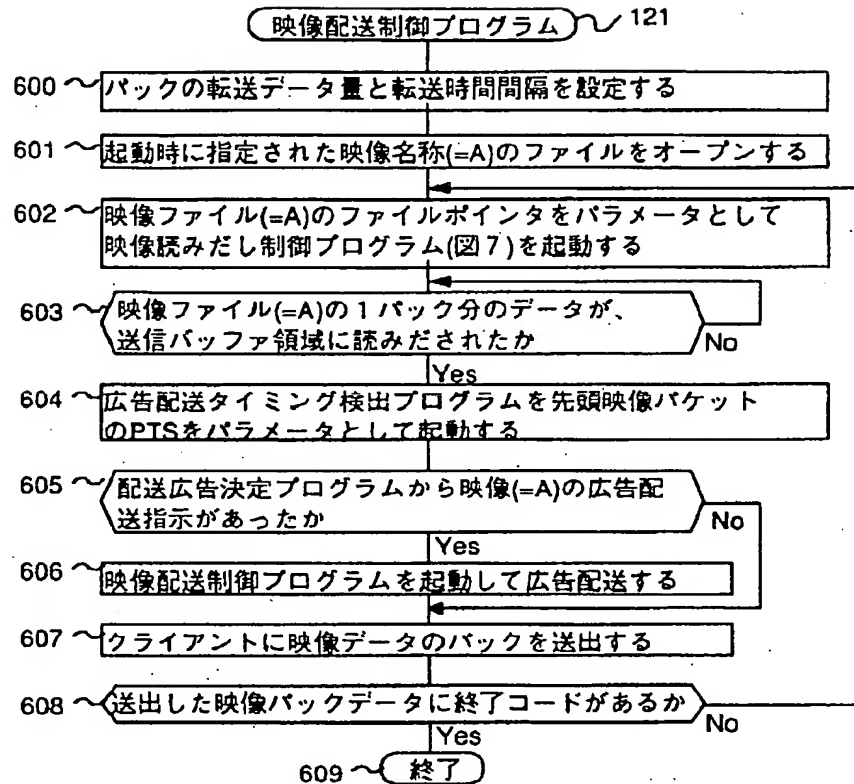 映像配送制御プログラム 121
600 パックの転送データ量と転送時間間隔を設定する
601 起動時に指定された映像名称(=A)のファイルをオープンする
602 映像ファイル(=A)のファイルポインタをパラメータとして
映像読みだし制御プログラム(図7)を起動する
603 映像ファイル(=A)の1パック分のデータが、
送信バッファ領域に読みだされたか
No
Yes
604 広告配送タイミング検出プログラムを先頭映像パケット
のPTSをパラメータとして起動する
605 配送広告決定プログラムから映像(=A)の広告配
送指示があったか
No
Yes
606 映像配送制御プログラムを起動して広告配送する
607 クライアントに映像データのパックを送出する
608 送出した映像パックデータに終了コードがあるか
No
Yes
609 終了